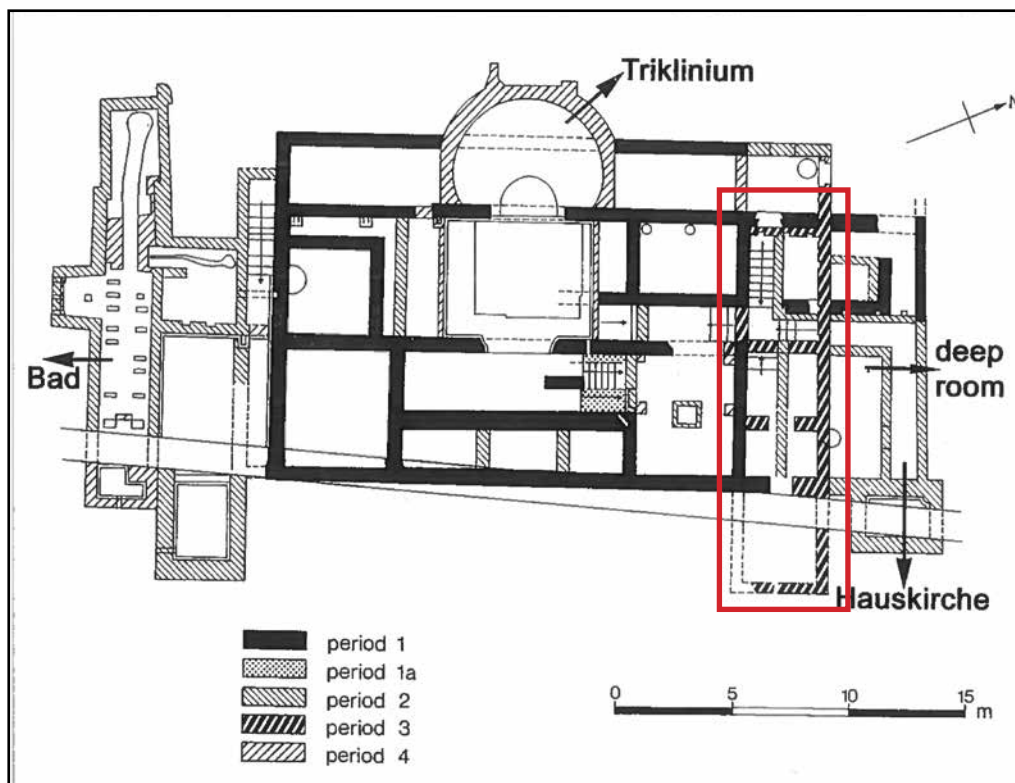 Triklinium
N
Bad
deep
room
Hauskirche
period 1
period 1a
period 2
period 3
period 4
0 5 10 15
m